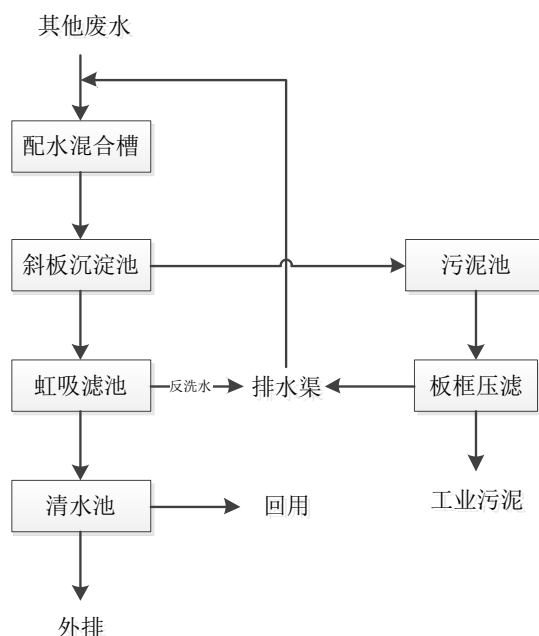 其他废水
配水混合槽
斜板沉淀池
污泥池
虹吸滤池
反洗水
排水渠
板框压滤
清水池
回用
工业污泥
外排